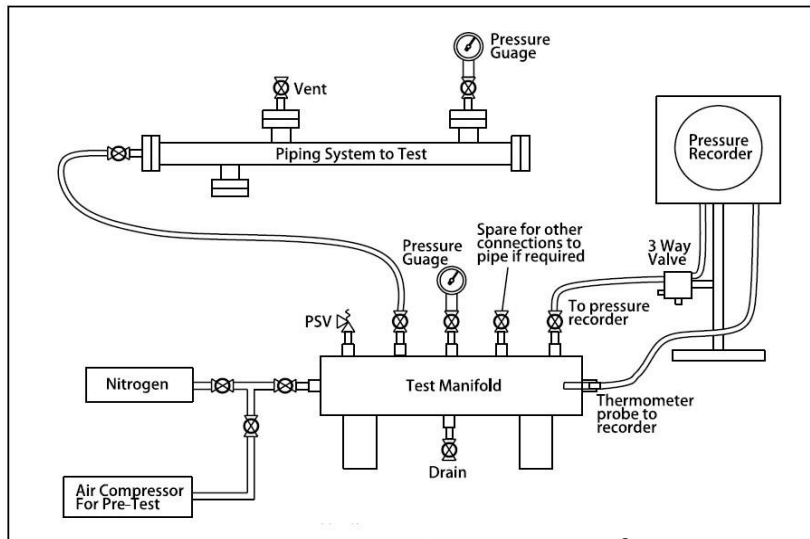 Pressure
Guage
Vent
Pressure
Recorder
Piping System to Test
Spare for other
connections to
pipe if required
Pressure
Guage
3 Way
Valve
To pressure
recorder
PSV
Nitrogen
Test Manifold
Thermometer
probe to
recorder
Drain
Air Compressor
For Pre-Test